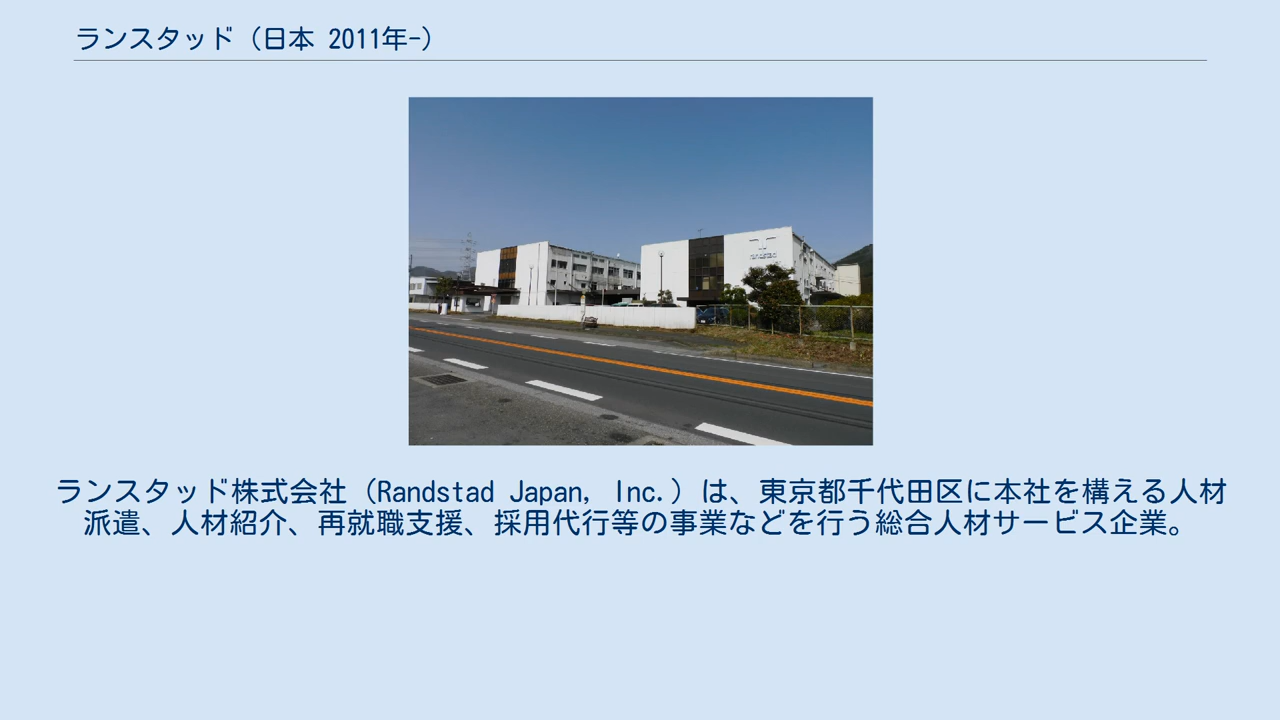 ランスタッド（日本 2011年-）
ランスタッド株式会社（Randstad Japan, Inc.）は、東京都千代田区に本社を構える人材
派遣、人材紹介、再就職支援、採用代行等の事業などを行う総合人材サービス企業。